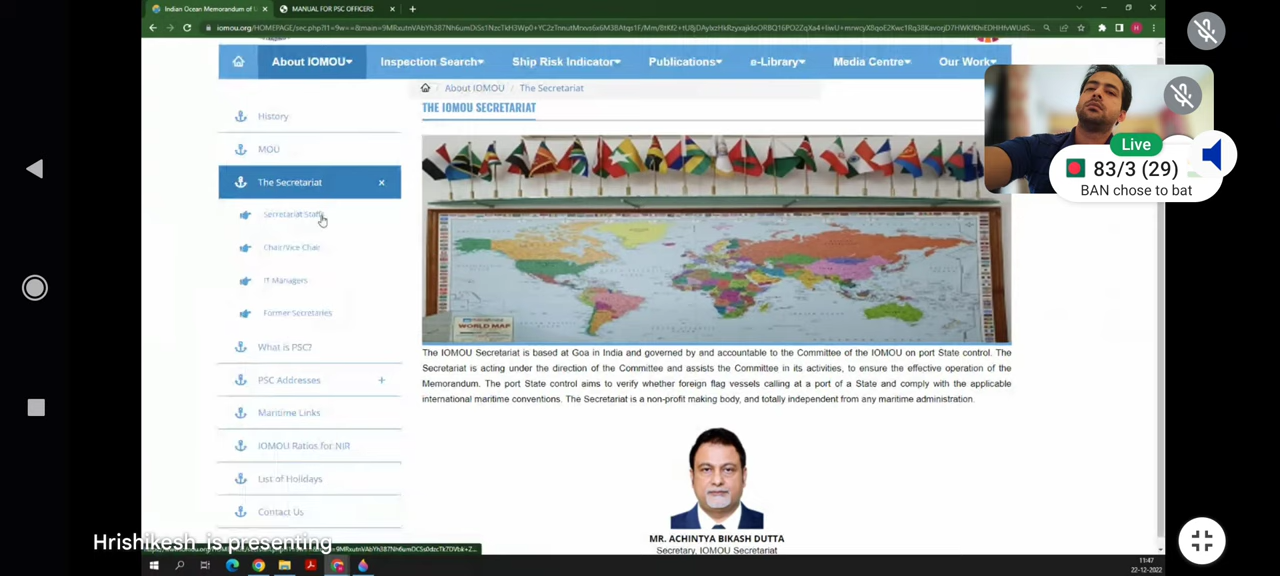 Indian Ocean Memorandum of
MANUAL FOR PSC OFFICERS
About IOMOU
Inspection Search
Ship Risk Indicator
Publications
e-Library
Media Centre
Our Work
About IOMOU / The Secretariat
THE IOMOU SECRETARIAT
History
MOU
The Secretariat
Secretariat Staffs
Chair/Vice Chair
IT Managers
Former Secretaries
What is PSC?
PSC Addresses
Maritime Links
IOMOU Ratios for NIR
List of Holidays
Contact Us
WORLD MAP
The IOMOU Secretariat is based at Goa in India and governed by and accountable to the Committee of the IOMOU on port State control. The
Secretariat is acting under the direction of the Committee and assists the Committee in its activities, to ensure the effective operation of the
Memorandum. The port State control aims to verify whether foreign flag vessels calling at a port of a State and comply with the applicable
international maritime conventions. The Secretariat is a non-profit making body, and totally independent from any maritime administration.
MR. ACHINTYA BIKASH DUTTA
Secretary, IOMOU Secretariat
Live
83/3 (29)
BAN chose to bat
Hrishikesh is presenting
11:47
22-12-2022